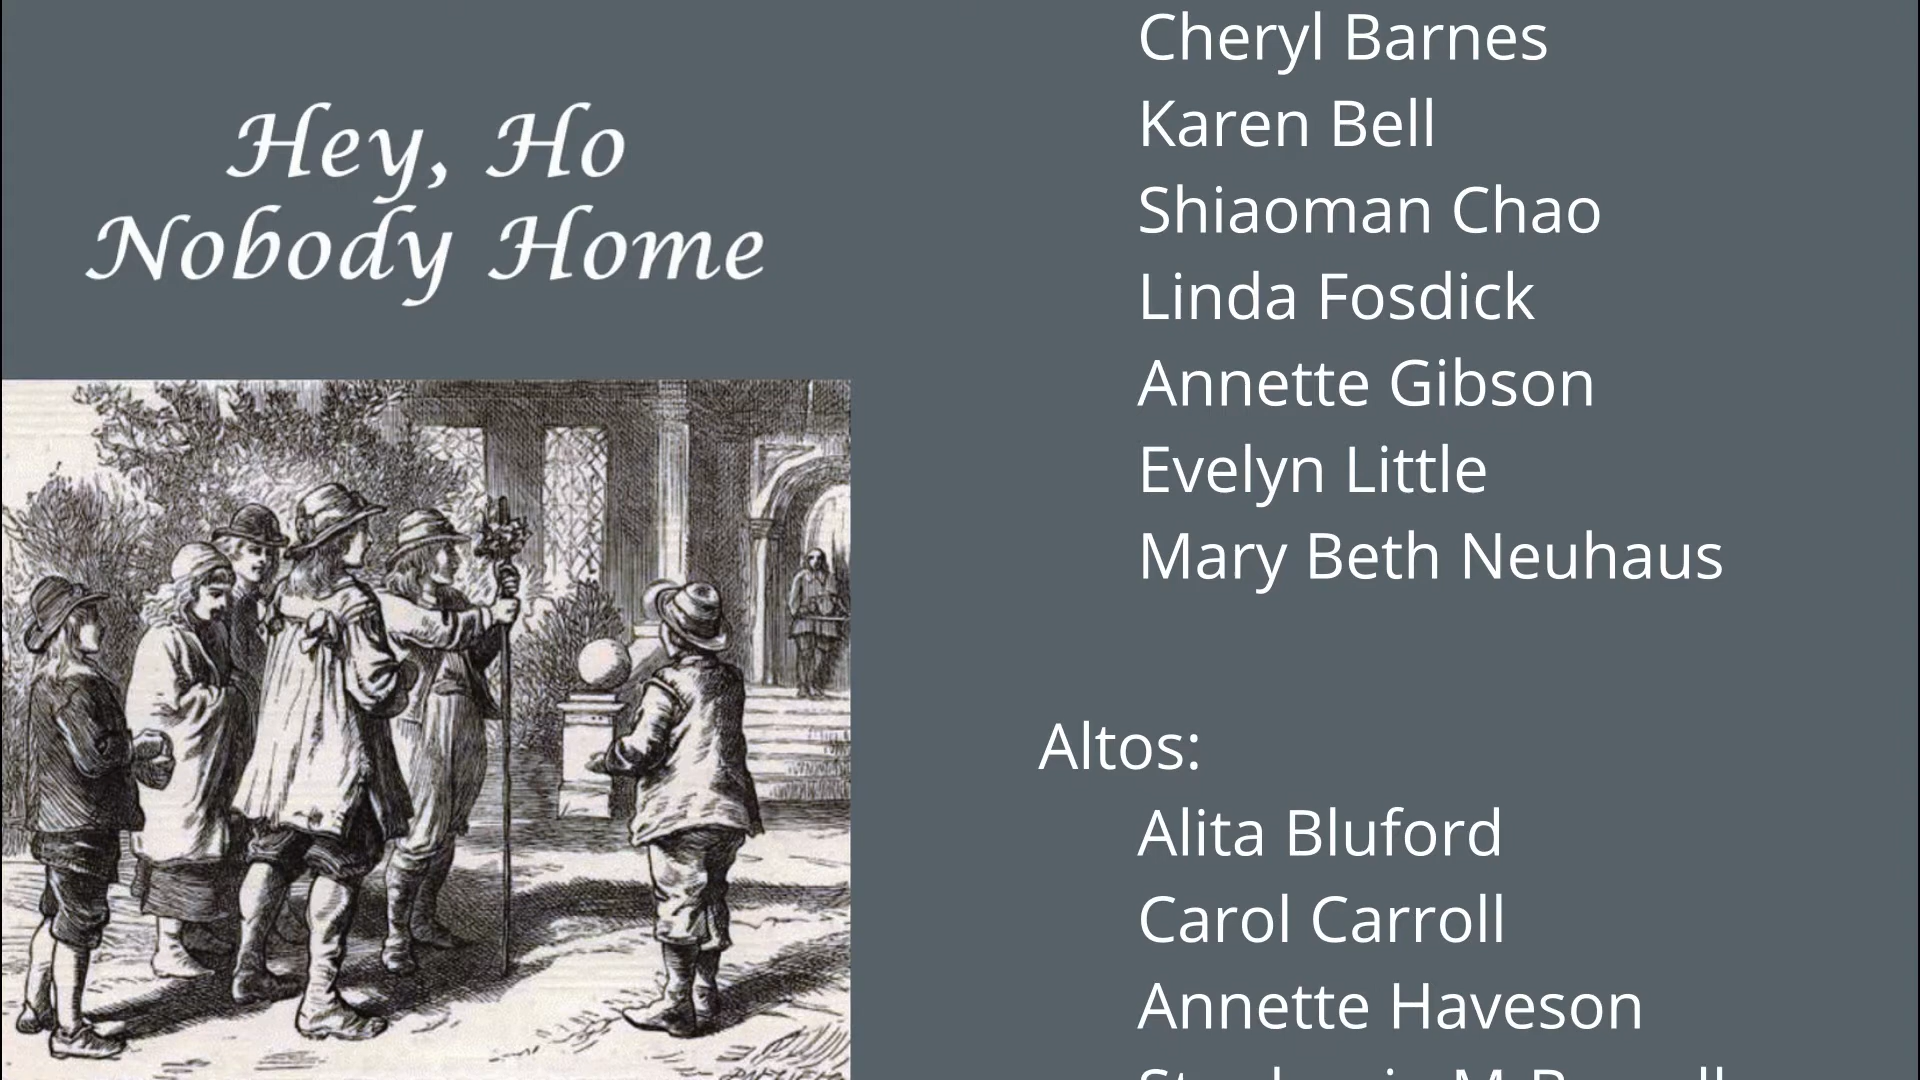 Hey, Ho
Nobody Home
Cheryl Barnes
Karen Bell
Shiaoman Chao
Linda Fosdick
Annette Gibson
Evelyn Little
Mary Beth Neuhaus
Altos:
Alita Bluford
Carol Carroll
Annette Haveson